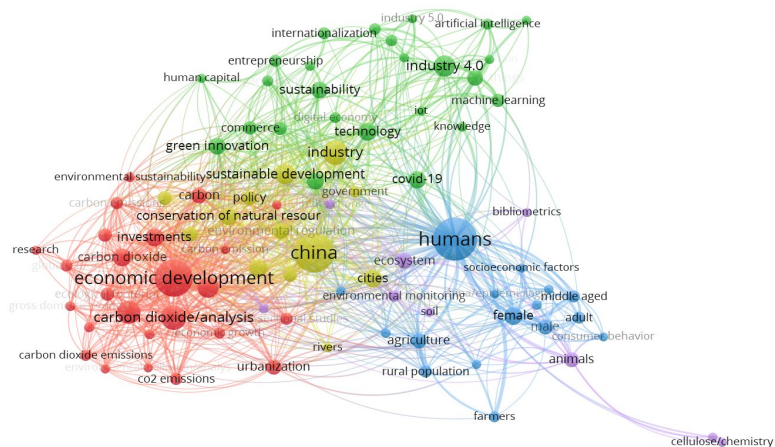 industry 5.0
artificial intelligence
internationalization
entrepreneurship
industry 4.0
human capital
sustainability
machine learning
iot
digital economy
knowledge
commerce
technology
green innovation
industry
environmental sustainability
sustainable development
covid-19
government
carbon
policy
conservation of natural resour
bibliometrics
environmental regulation
investments
humans
research
carbon emission
china
carbon dioxide
ecosystem
socioeconomic factors
economic development
cities
environmental monitoring
middle aged
gross dom
soil
carbon dioxide/analysis
female
adult
male
economic growth
consumer behavior
agriculture
rivers
carbon dioxide emissions
animals
urbanization
rural population
co2 emissions
farmers
cellulose/chemistry